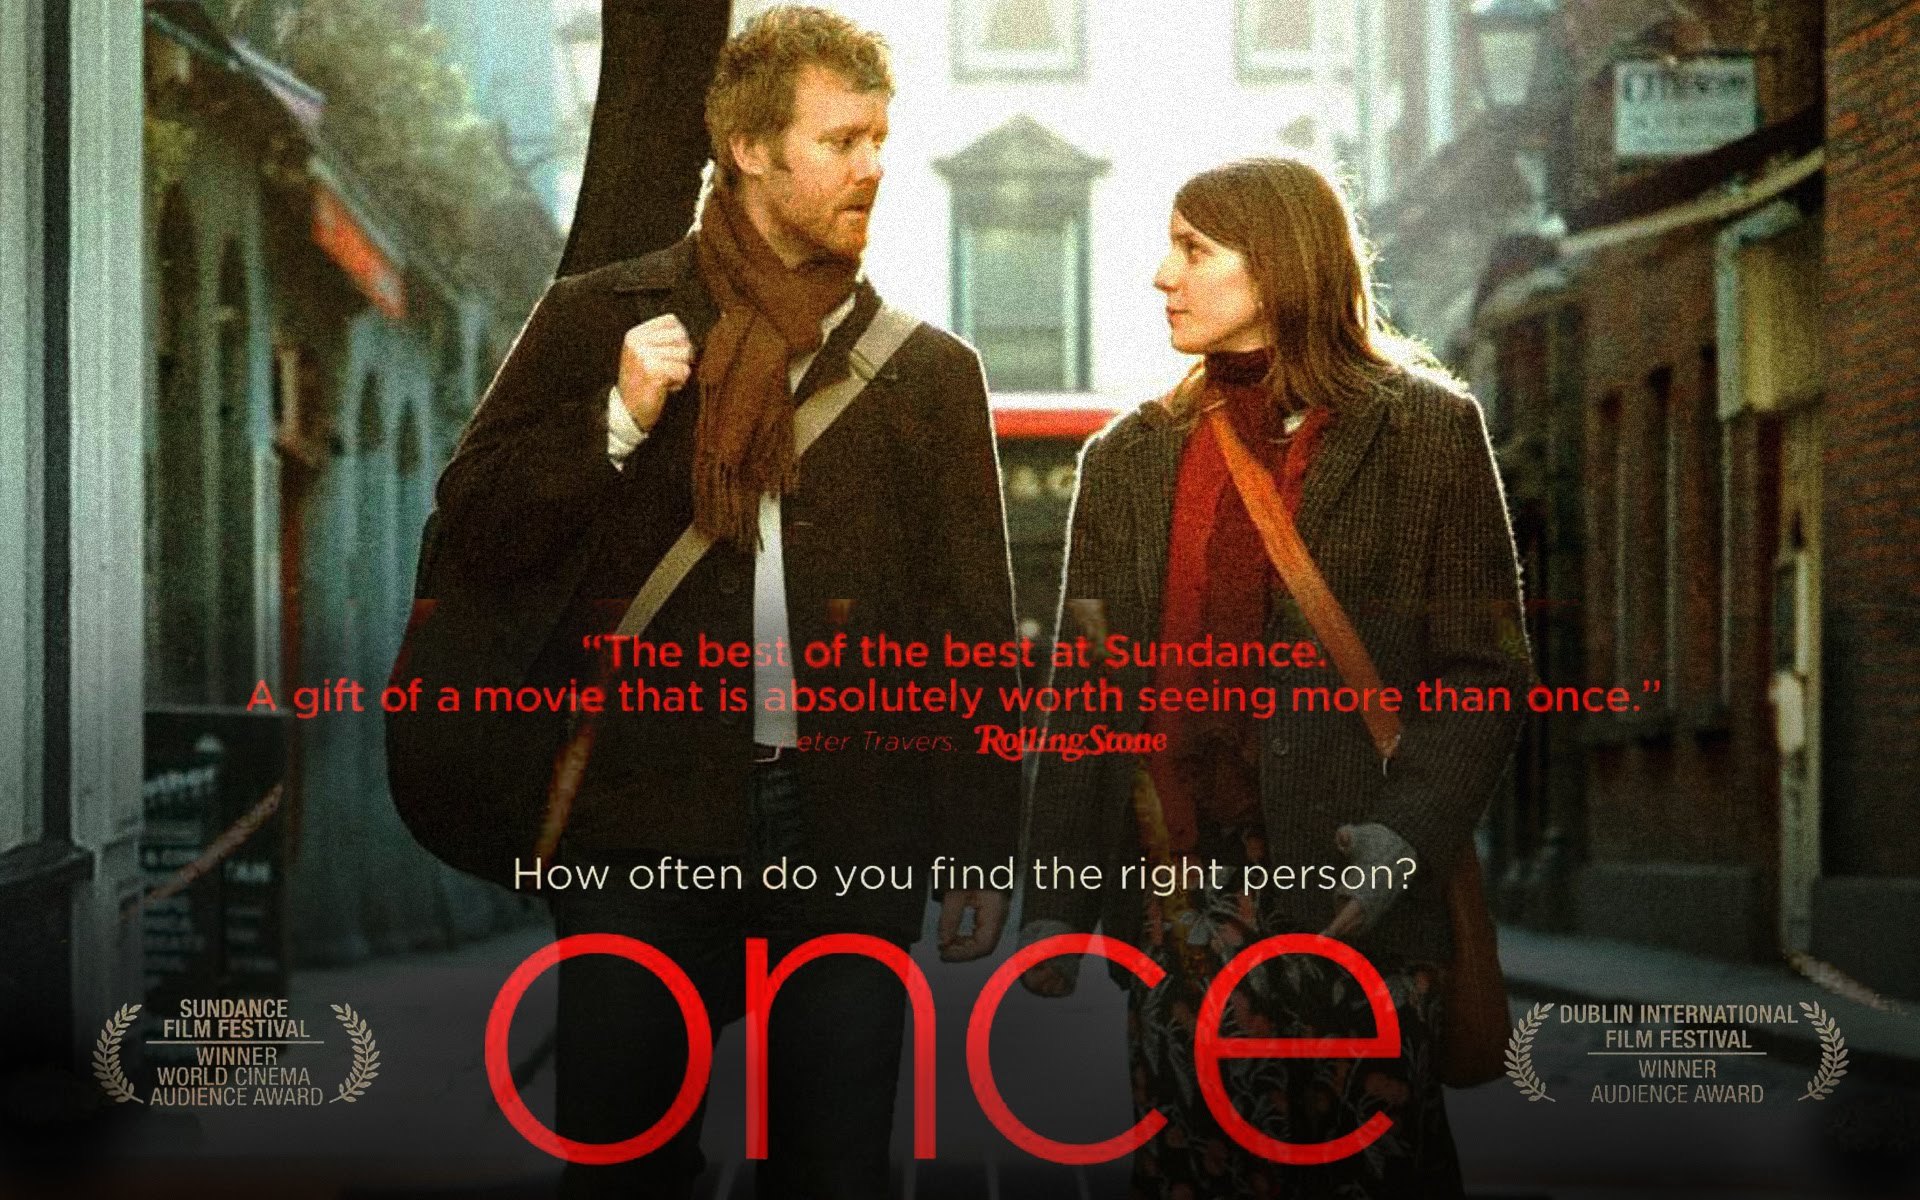 “The best of the best at Sundance.
A gift of a movie that is absolutely worth seeing more than once.”
eter Travers. RollingStone
How often do you find the right person?
once
SUNDANCE
FILM FESTIVAL
WINNER
WORLD CINEMA
AUDIENCE AWARD
DUBLIN INTERNATIONAL
FILM FESTIVAL
WINNER
AUDIENCE AWARD